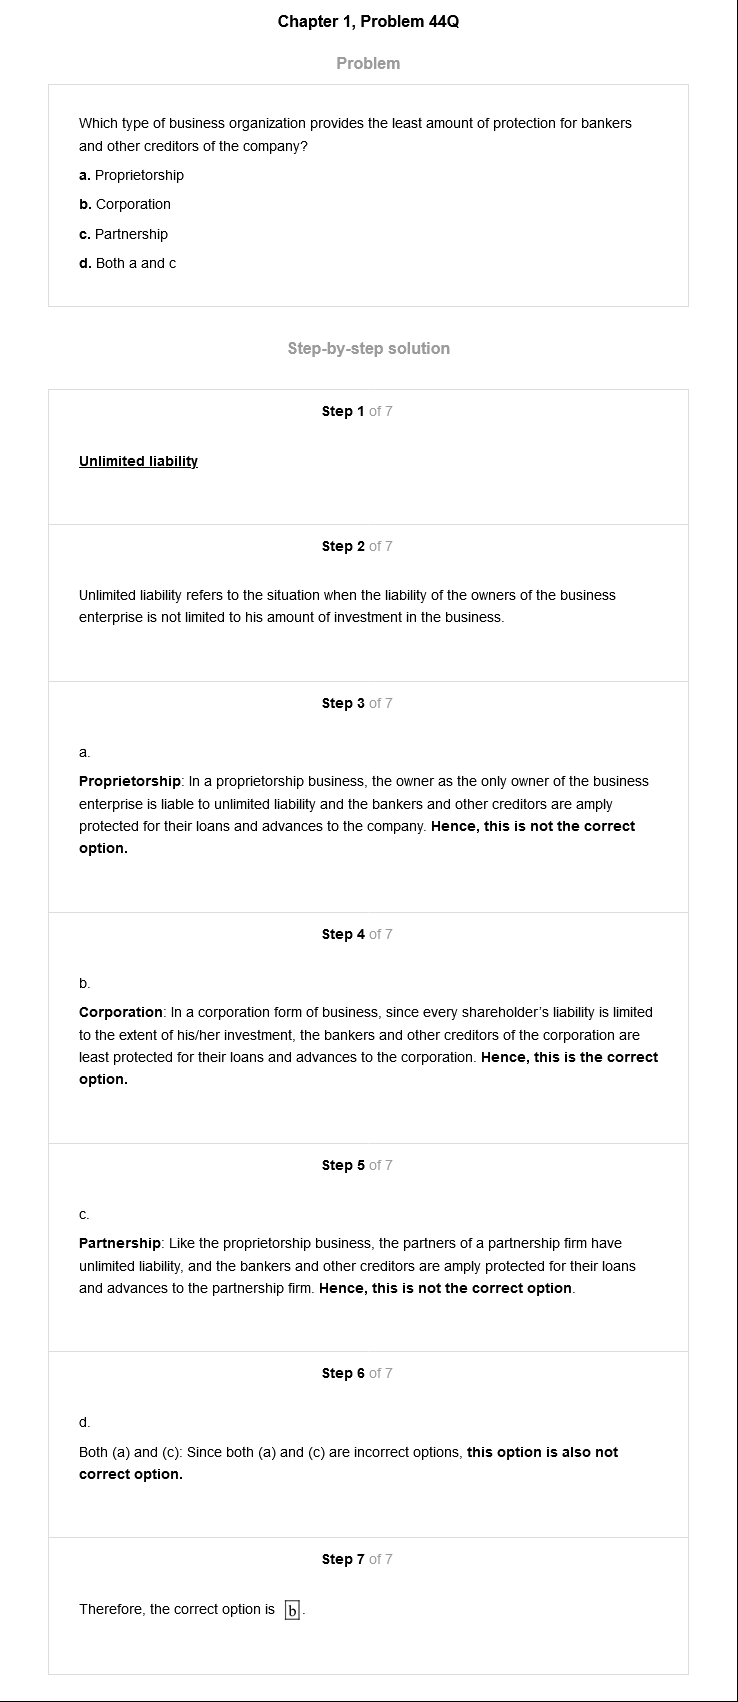 Chapter 1, Problem 44Q
Problem
Which type of business organization provides the least amount of protection for bankers
and other creditors of the company?
a. Proprietorship
b. Corporation
c. Partnership
d. Both a and c
Step-by-step solution
Step 1 of 7
Unlimited liability
Step 2 of 7
Unlimited liability refers to the situation when the liability of the owners of the business
enterprise is not limited to his amount of investment in the business.
Step 3 of 7
a.
Proprietorship: In a proprietorship business, the owner as the only owner of the business
enterprise is liable to unlimited liability and the bankers and other creditors are amply
protected for their loans and advances to the company. Hence, this is not the correct
option.
Step 4 of 7
b.
Corporation: In a corporation form of business, since every shareholder's liability is limited
to the extent of his/her investment, the bankers and other creditors of the corporation are
least protected for their loans and advances to the corporation. Hence, this is the correct
option.
Step 5 of 7
c.
Partnership: Like the proprietorship business, the partners of a partnership firm have
unlimited liability, and the bankers and other creditors are amply protected for their loans
and advances to the partnership firm. Hence, this is not the correct option.
Step 6 of 7
d.
Both (a) and (c): Since both (a) and (c) are incorrect options, this option is also not
correct option.
Step 7 of 7
Therefore, the correct option is b.